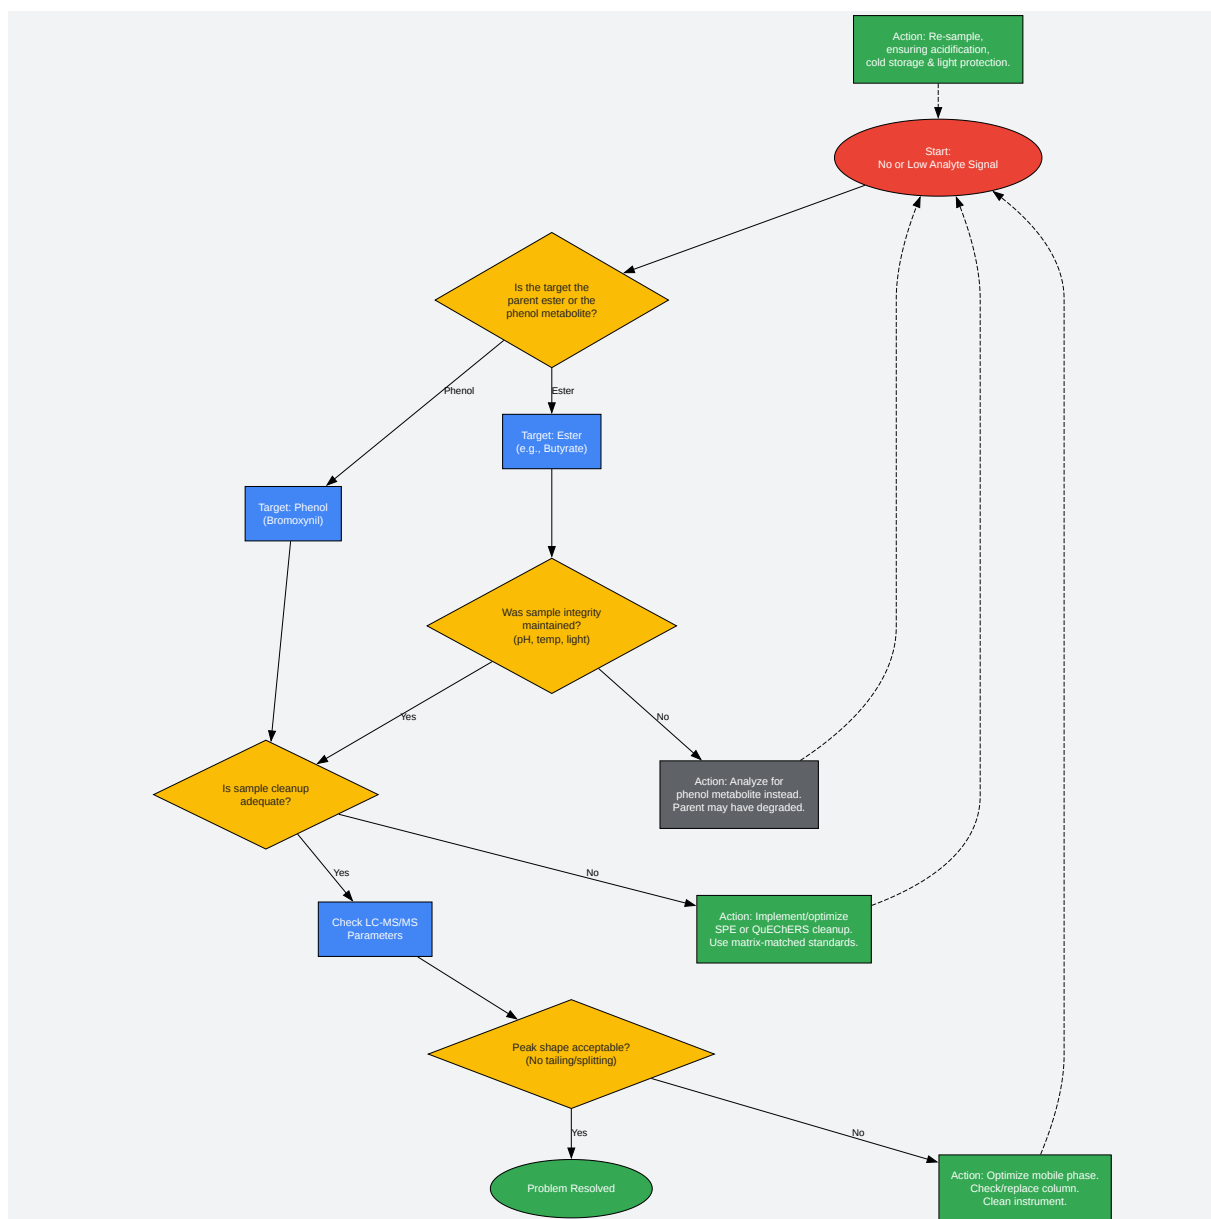 Action: Re-sample,
ensuring acidification,
cold storage & light protection.
Start:
No or Low Analyte Signal
Is the target the
parent ester or the
phenol metabolite?
Phenol
Ester
Target: Ester
(e.g., Butyrate)
Target: Phenol
(Bromoxynil)
Was sample integrity
maintained?
(pH, temp, light)
Yes
No
Is sample cleanup
adequate?
Action: Analyze for
phenol metabolite instead.
Parent may have degraded.
Yes
No
Check LC-MS/MS
Parameters
Action: Implement/optimize
SPE or QuEChERS cleanup.
Use matrix-matched standards.
Peak shape acceptable?
(No tailing/splitting)
Yes
No
Problem Resolved
Action: Optimize mobile phase.
Check/replace column.
Clean instrument.